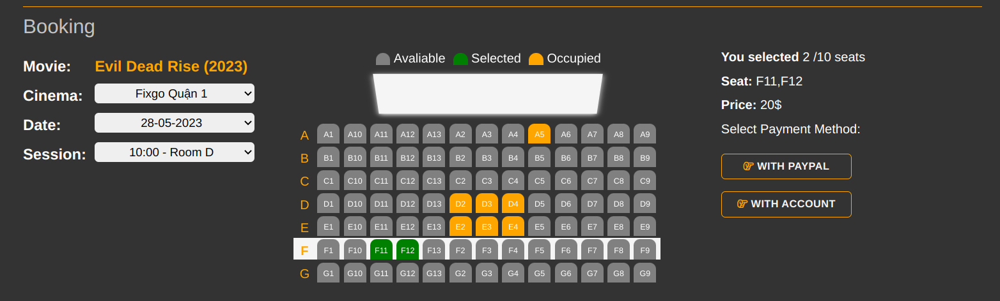 Booking
Movie: Evil Dead Rise (2023)
Cinema: Fixgo Quận 1
Date: 28-05-2023
Session: 10:00 - Room D
Avaliable Selected Occupied
A A1 A10 A11 A12 A13 A2 A3 A4 A5 A6 A7 A8 A9
B B1 B10 B11 B12 B13 B2 B3 B4 B5 B6 B7 B8 B9
C C1 C10 C11 C12 C13 C2 C3 C4 C5 C6 C7 C8 C9
D D1 D10 D11 D12 D13 D2 D3 D4 D5 D6 D7 D8 D9
E E1 E10 E11 E12 E13 E2 E3 E4 E5 E6 E7 E8 E9
F F1 F10 F11 F12 F13 F2 F3 F4 F5 F6 F7 F8 F9
G G1 G10 G11 G12 G13 G2 G3 G4 G5 G6 G7 G8 G9
You selected 2 /10 seats
Seat: F11,F12
Price: 20$
Select Payment Method:
WITH PAYPAL
WITH ACCOUNT